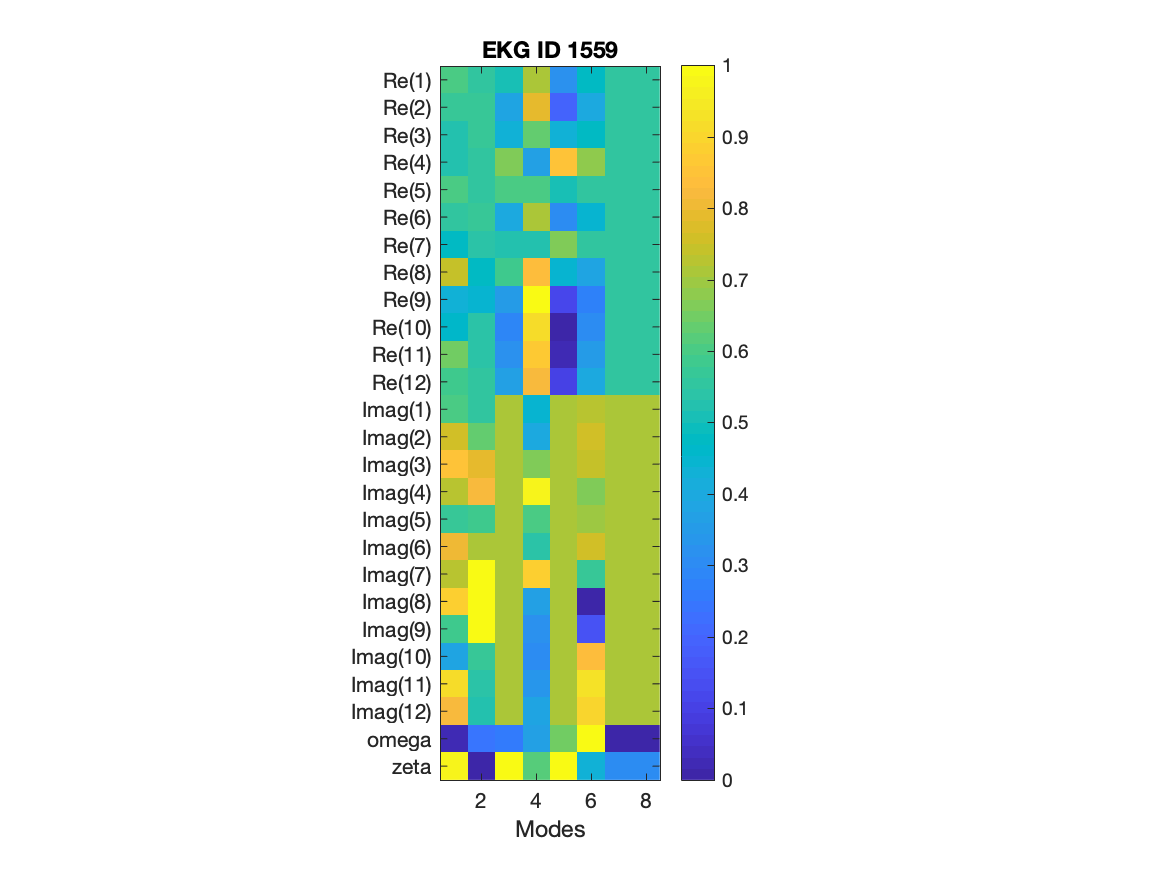 EKG ID 1559
Re(1)
Re(2)
Re(3)
Re(4)
Re(5)
Re(6)
Re(7)
Re(8)
Re(9)
Re(10)
Re(11)
Re(12)
Imag(1)
Imag(2)
Imag(3)
Imag(4)
Imag(5)
Imag(6)
Imag(7)
Imag(8)
Imag(9)
Imag(10)
Imag(11)
Imag(12)
omega
zeta
2 4 6 8
Modes
1
0.9
0.8
0.7
0.6
0.5
0.4
0.3
0.2
0.1
0